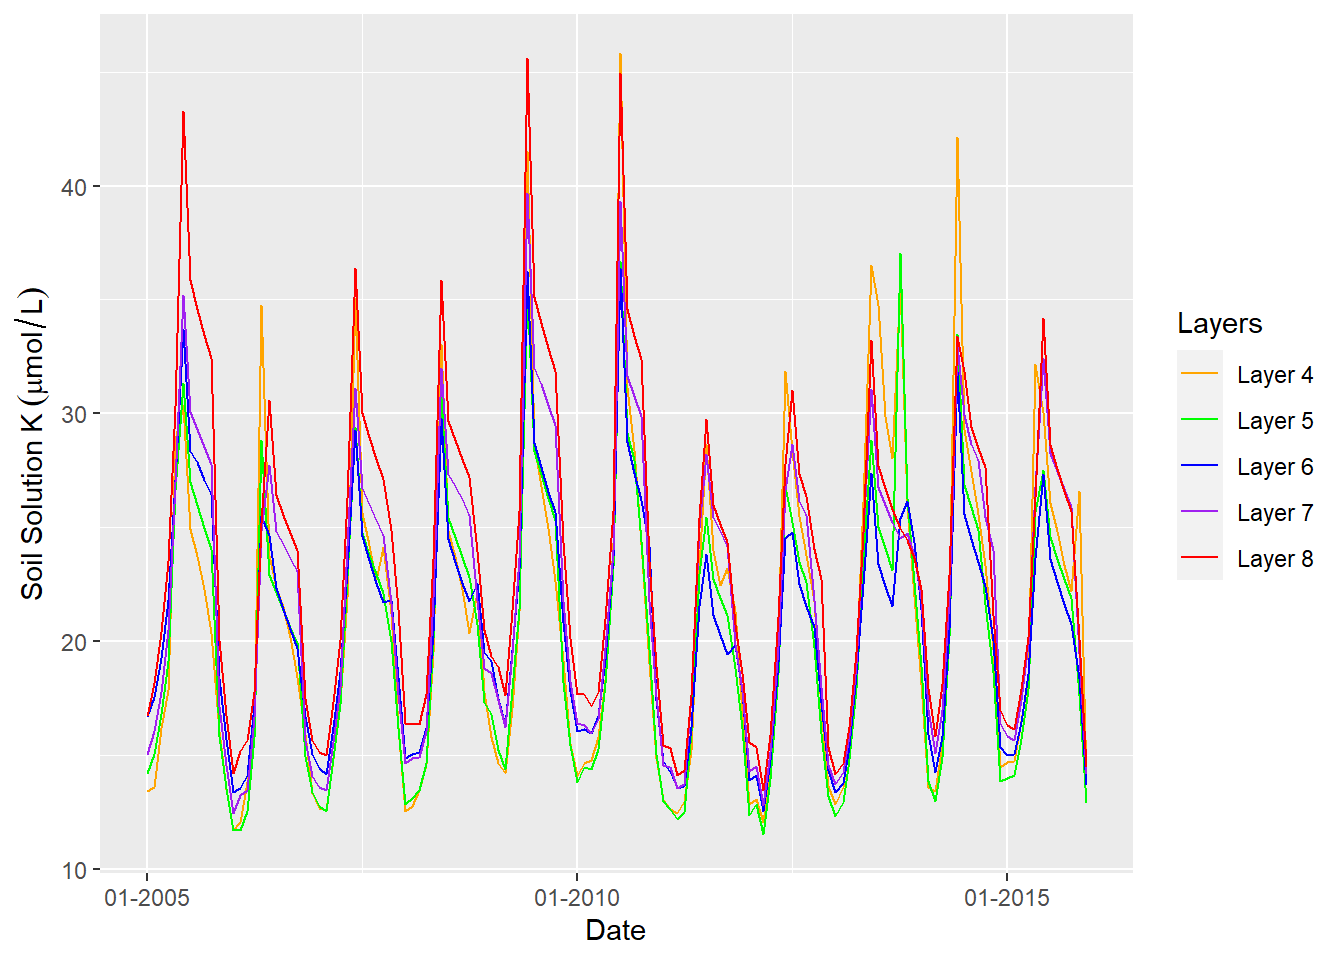 Soil Solution K (μmol/L)
40
30
20
10
01-2005
01-2010
01-2015
Date
Layers
Layer 4
Layer 5
Layer 6
Layer 7
Layer 8